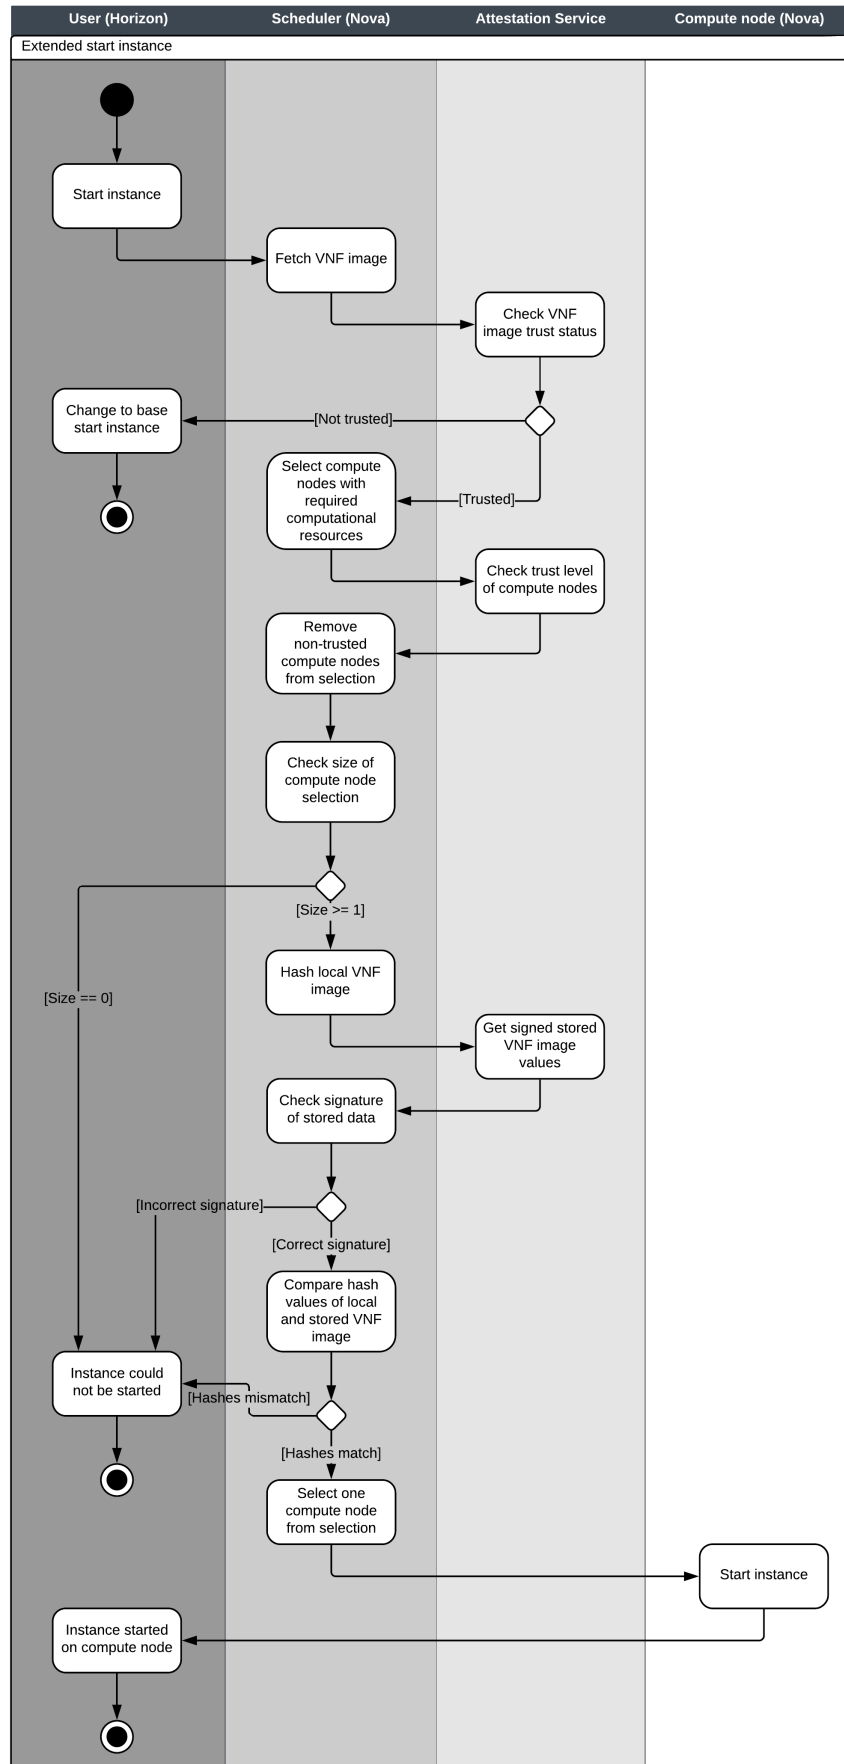 User (Horizon)
Scheduler (Nova)
Attestation Service
Compute node (Nova)
Extended start instance
Start instance
Fetch VNF image
Check VNF
image trust status
[Not trusted]
Change to base
start instance
[Trusted]
Select compute
nodes with
required
computational
resources
Check trust level
of compute nodes
Remove
non-trusted
compute nodes
from selection
Check size of
compute node
selection
[Size >= 1]
[Size == 0]
Hash local VNF
image
Get signed stored
VNF image
values
Check signature
of stored data
[Incorrect signature]
[Correct signature]
Compare hash
values of local
and stored VNF
image
Instance could
not be started
[Hashes mismatch]
[Hashes match]
Select one
compute node
from selection
Start instance
Instance started
on compute node